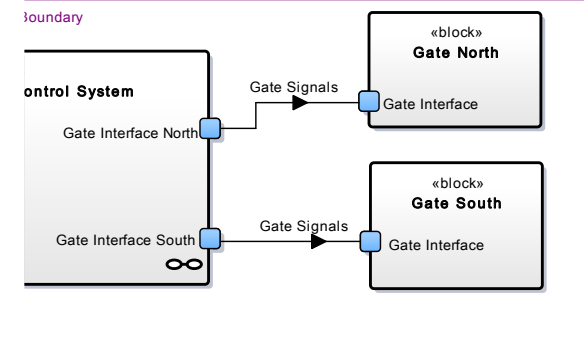 Boundary
«block»
Gate North
Gate Signals
ontrol System
Gate Interface
Gate Interface North
«block»
Gate South
Gate Signals
Gate Interface South
Gate Interface